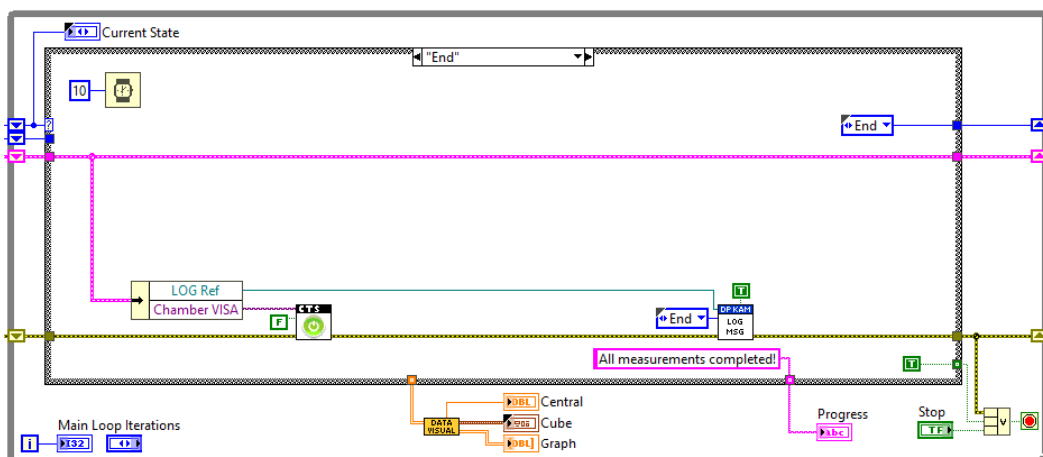 Current State
"End"
10
?
End
LOG Ref
Chamber VISA
CTS
F
T
End
DP KAM
LOG
MSG
All measurements completed!
T
DATA
VISUAL
DBL
Central
Cube
DBL]
Graph
Main Loop Iterations
i
I32
Progress
abc
Stop
TF
V